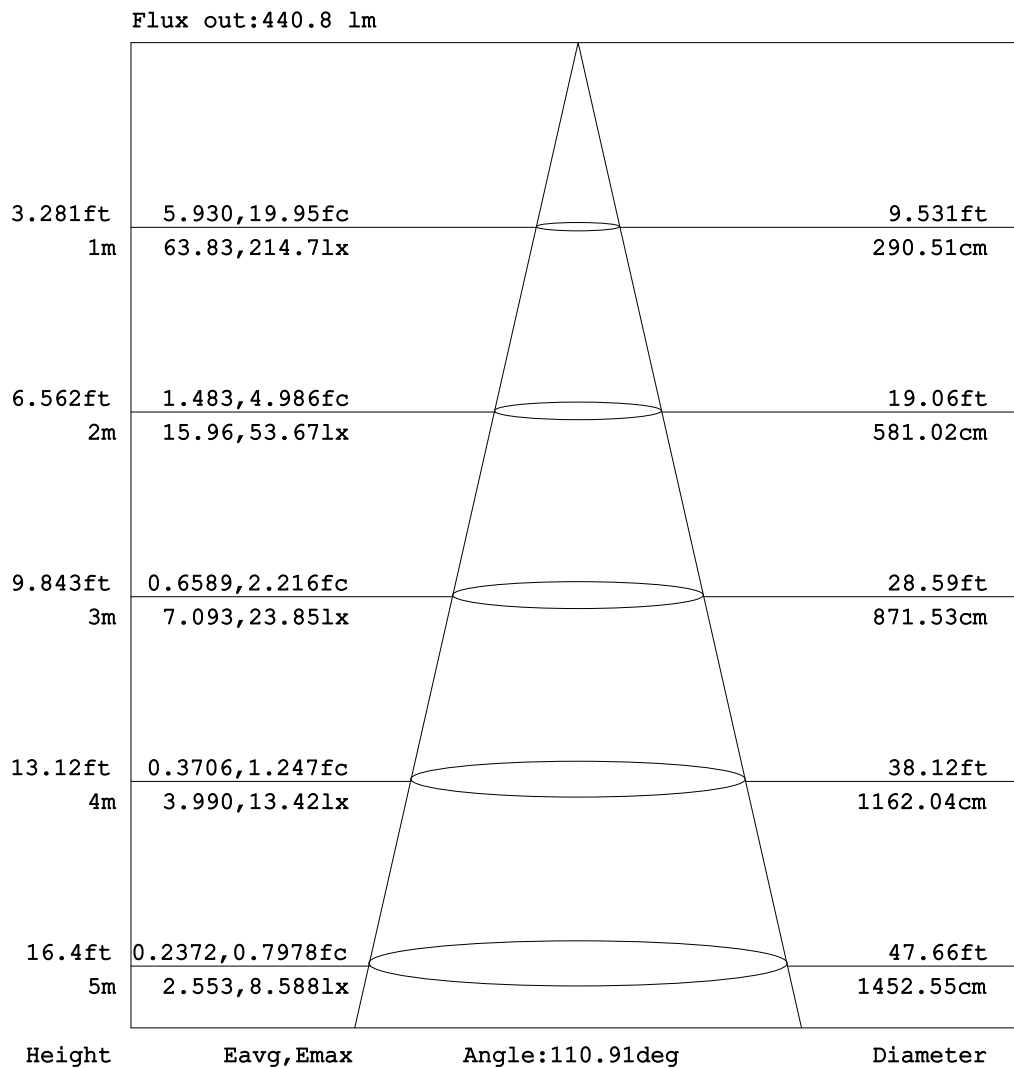 Flux out:440.8 lm
3.281ft 5.930,19.95fc 9.531ft
1m 63.83,214.7lx 290.51cm
6.562ft 1.483,4.986fc 19.06ft
2m 15.96,53.67lx 581.02cm
9.843ft 0.6589,2.216fc 28.59ft
3m 7.093,23.85lx 871.53cm
13.12ft 0.3706,1.247fc 38.12ft
4m 3.990,13.42lx 1162.04cm
16.4ft 0.2372,0.7978fc 47.66ft
5m 2.553,8.588lx 1452.55cm
Height Eavg,Emax Angle:110.91deg Diameter